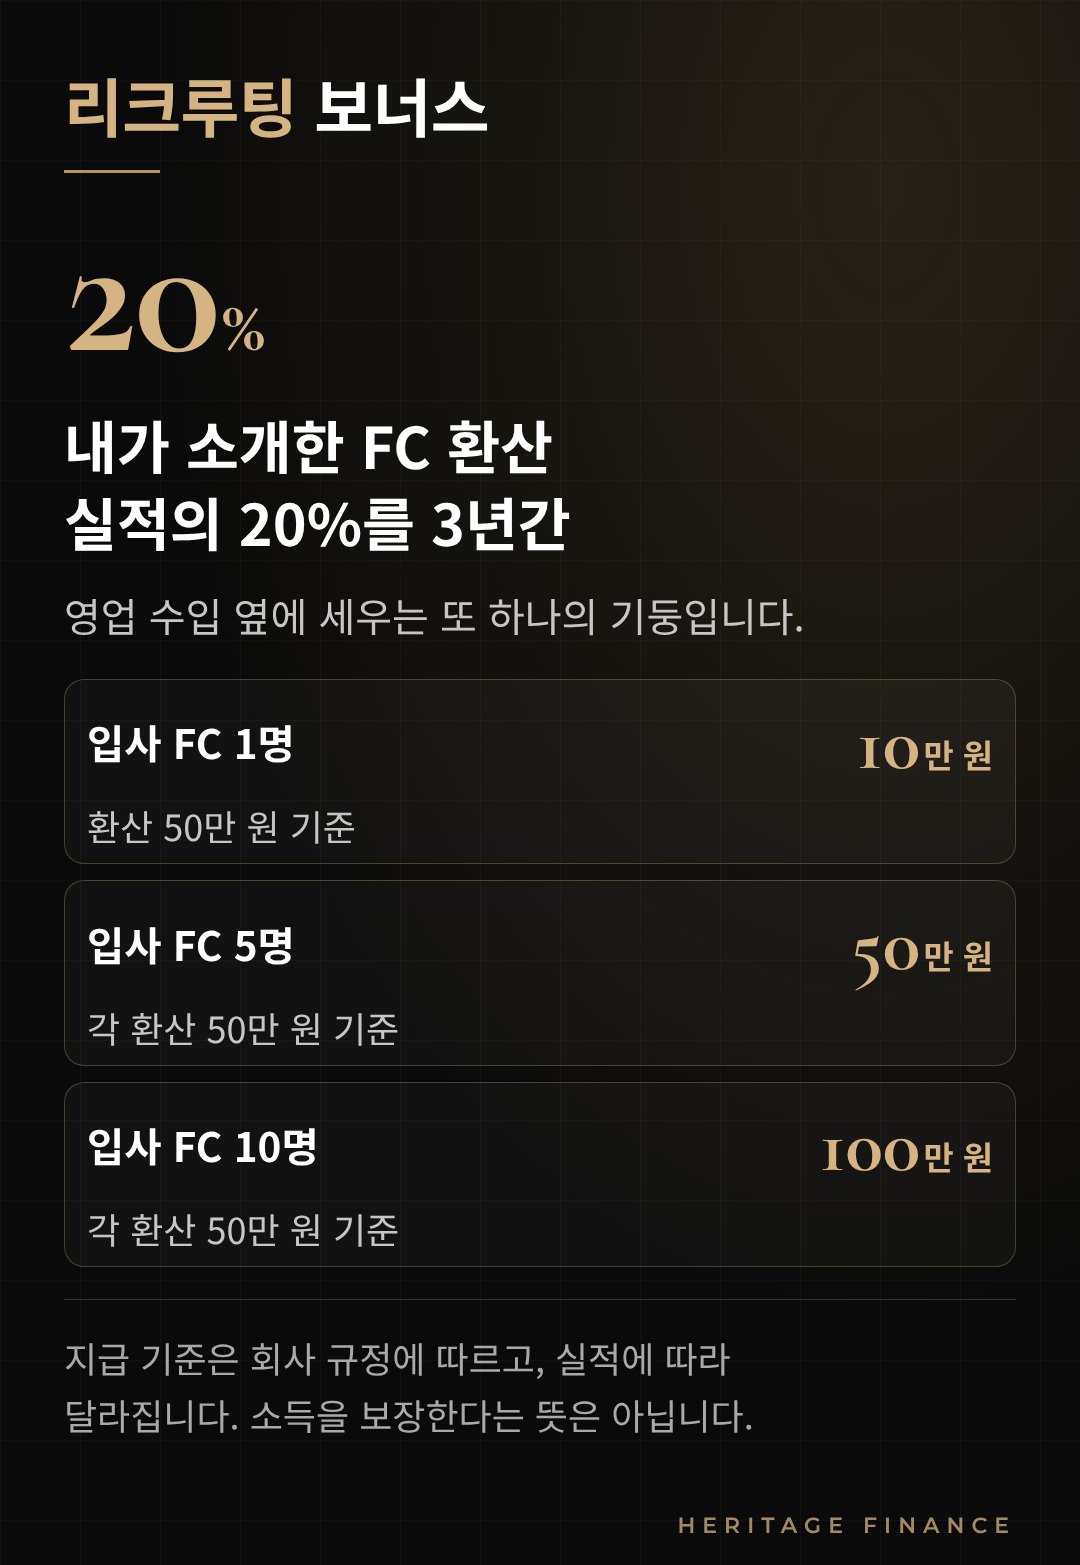 리크루팅 보너스
20%
내가 소개한 FC 환산
실적의 20%를 3년간
영업 수입 옆에 세우는 또 하나의 기둥입니다.
입사 FC 1명
10만 원
환산 50만 원 기준
입사 FC 5명
50만 원
각 환산 50만 원 기준
입사 FC 10명
100만 원
각 환산 50만 원 기준
지급 기준은 회사 규정에 따르고, 실적에 따라
달라집니다. 소득을 보장한다는 뜻은 아닙니다.
HERITAGE FINANCE